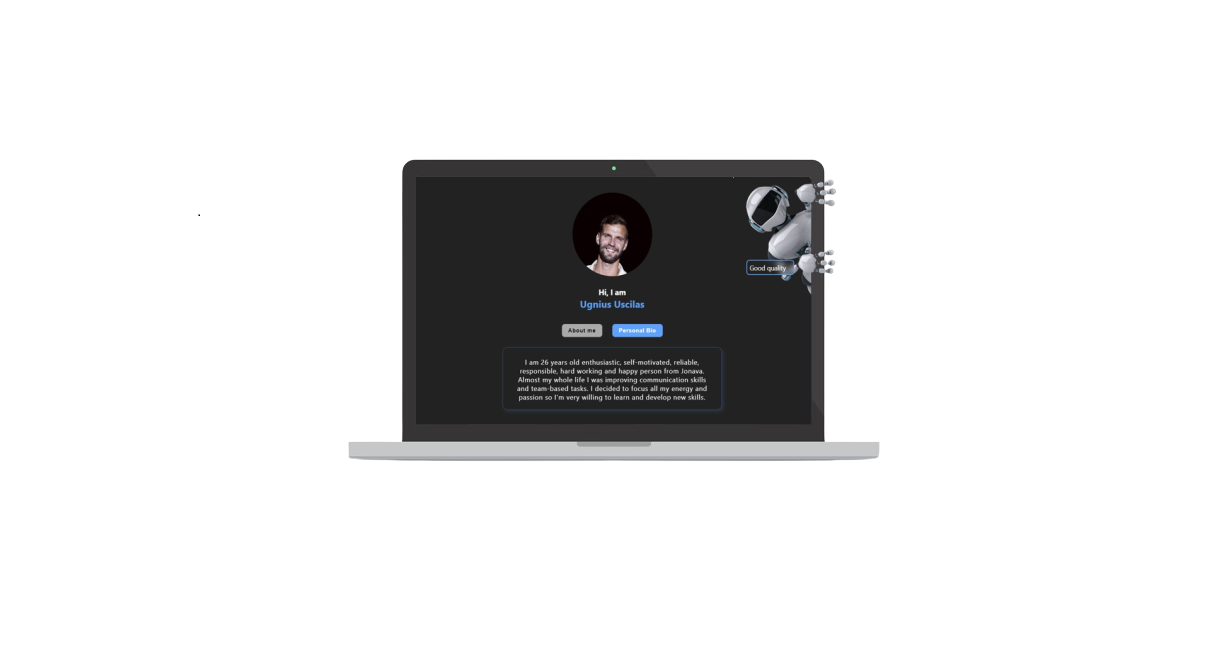 Good quality
Hi, I am
Ugnius Uscilas
About me
Personal Bio
I am 26 years old enthusiastic, self-motivated, reliable,
responsible, hard working and happy person from Jonava.
Almost my whole life I was improving communication skills
and team-based tasks. I decided to focus all my energy and
passion so I'm very willing to learn and develop new skills.